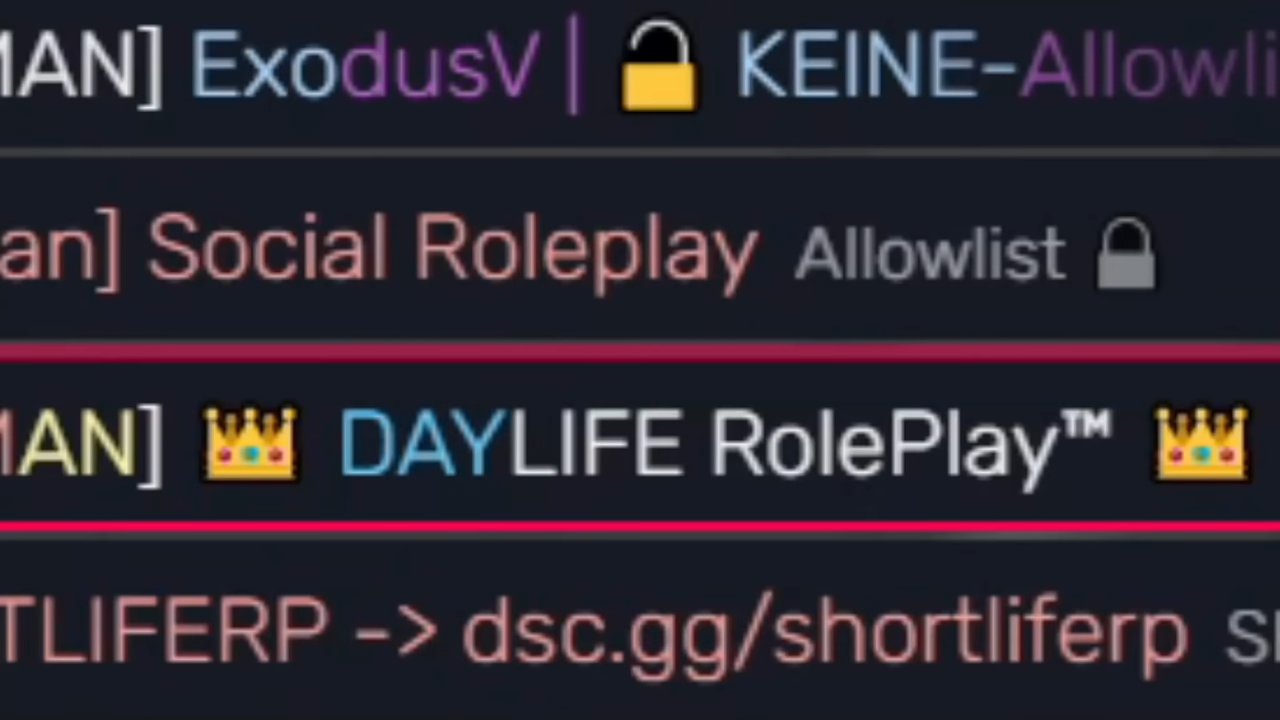 MAN] ExodusV | 🔓 KEINE-Allowli
an] Social Roleplay Allowlist 🔒
MAN] 👑 DAYLIFE RolePlay™ 👑
TLIFERP -> dsc.gg/shortliferp